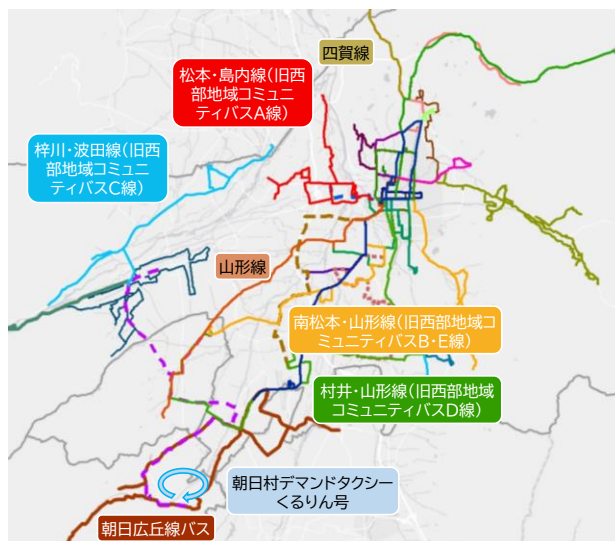 四賀線
松本・島内線(旧西
部地域コミュニ
ティバスA線)
梓川・波田線(旧西
部地域コミュニ
ティバスC線)
山形線
南松本・山形線(旧西部地域コ
ミュニティバスB・E線)
村井・山形線(旧西部地域
コミュニティバスD線)
朝日村デマンドタクシー
くるりん号
朝日広丘線バス